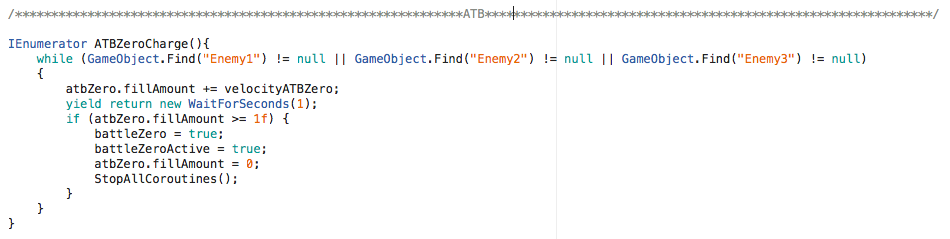 /**************************************************************ATB**************************************************************/
IEnumerator ATBZeroCharge(){
    while (GameObject.Find("Enemy1") != null || GameObject.Find("Enemy2") != null || GameObject.Find("Enemy3") != null)
    {
        atbZero.fillAmount += velocityATBZero;
        yield return new WaitForSeconds(1);
        if (atbZero.fillAmount >= 1f) {
            battleZero = true;
            battleZeroActive = true;
            atbZero.fillAmount = 0;
            StopAllCoroutines();
        }
    }
}